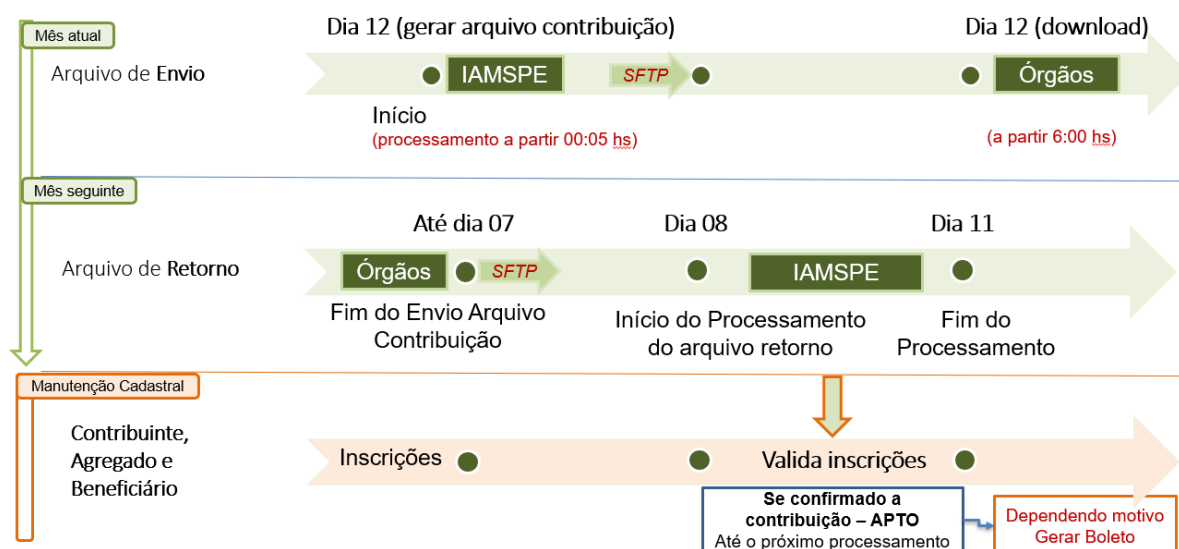 Mês atual
Dia 12 (gerar arquivo contribuição)
Dia 12 (download)
Arquivo de Envio
IAMSPE
SFTP
Órgãos
Início
(processamento a partir 00:05 hs)
(a partir 6:00 hs)
Mês seguinte
Até dia 07
Dia 08
Dia 11
Arquivo de Retorno
Órgãos
SFTP
IAMSPE
Fim do Envio Arquivo
Contribuição
Início do Processamento
do arquivo retorno
Fim do
Processamento
Manutenção Cadastral
Contribuinte,
Agregado e
Beneficiário
Inscrições
Valida inscrições
Se confirmado a
contribuição – APTO
Até o próximo processamento
Dependendo motivo
Gerar Boleto